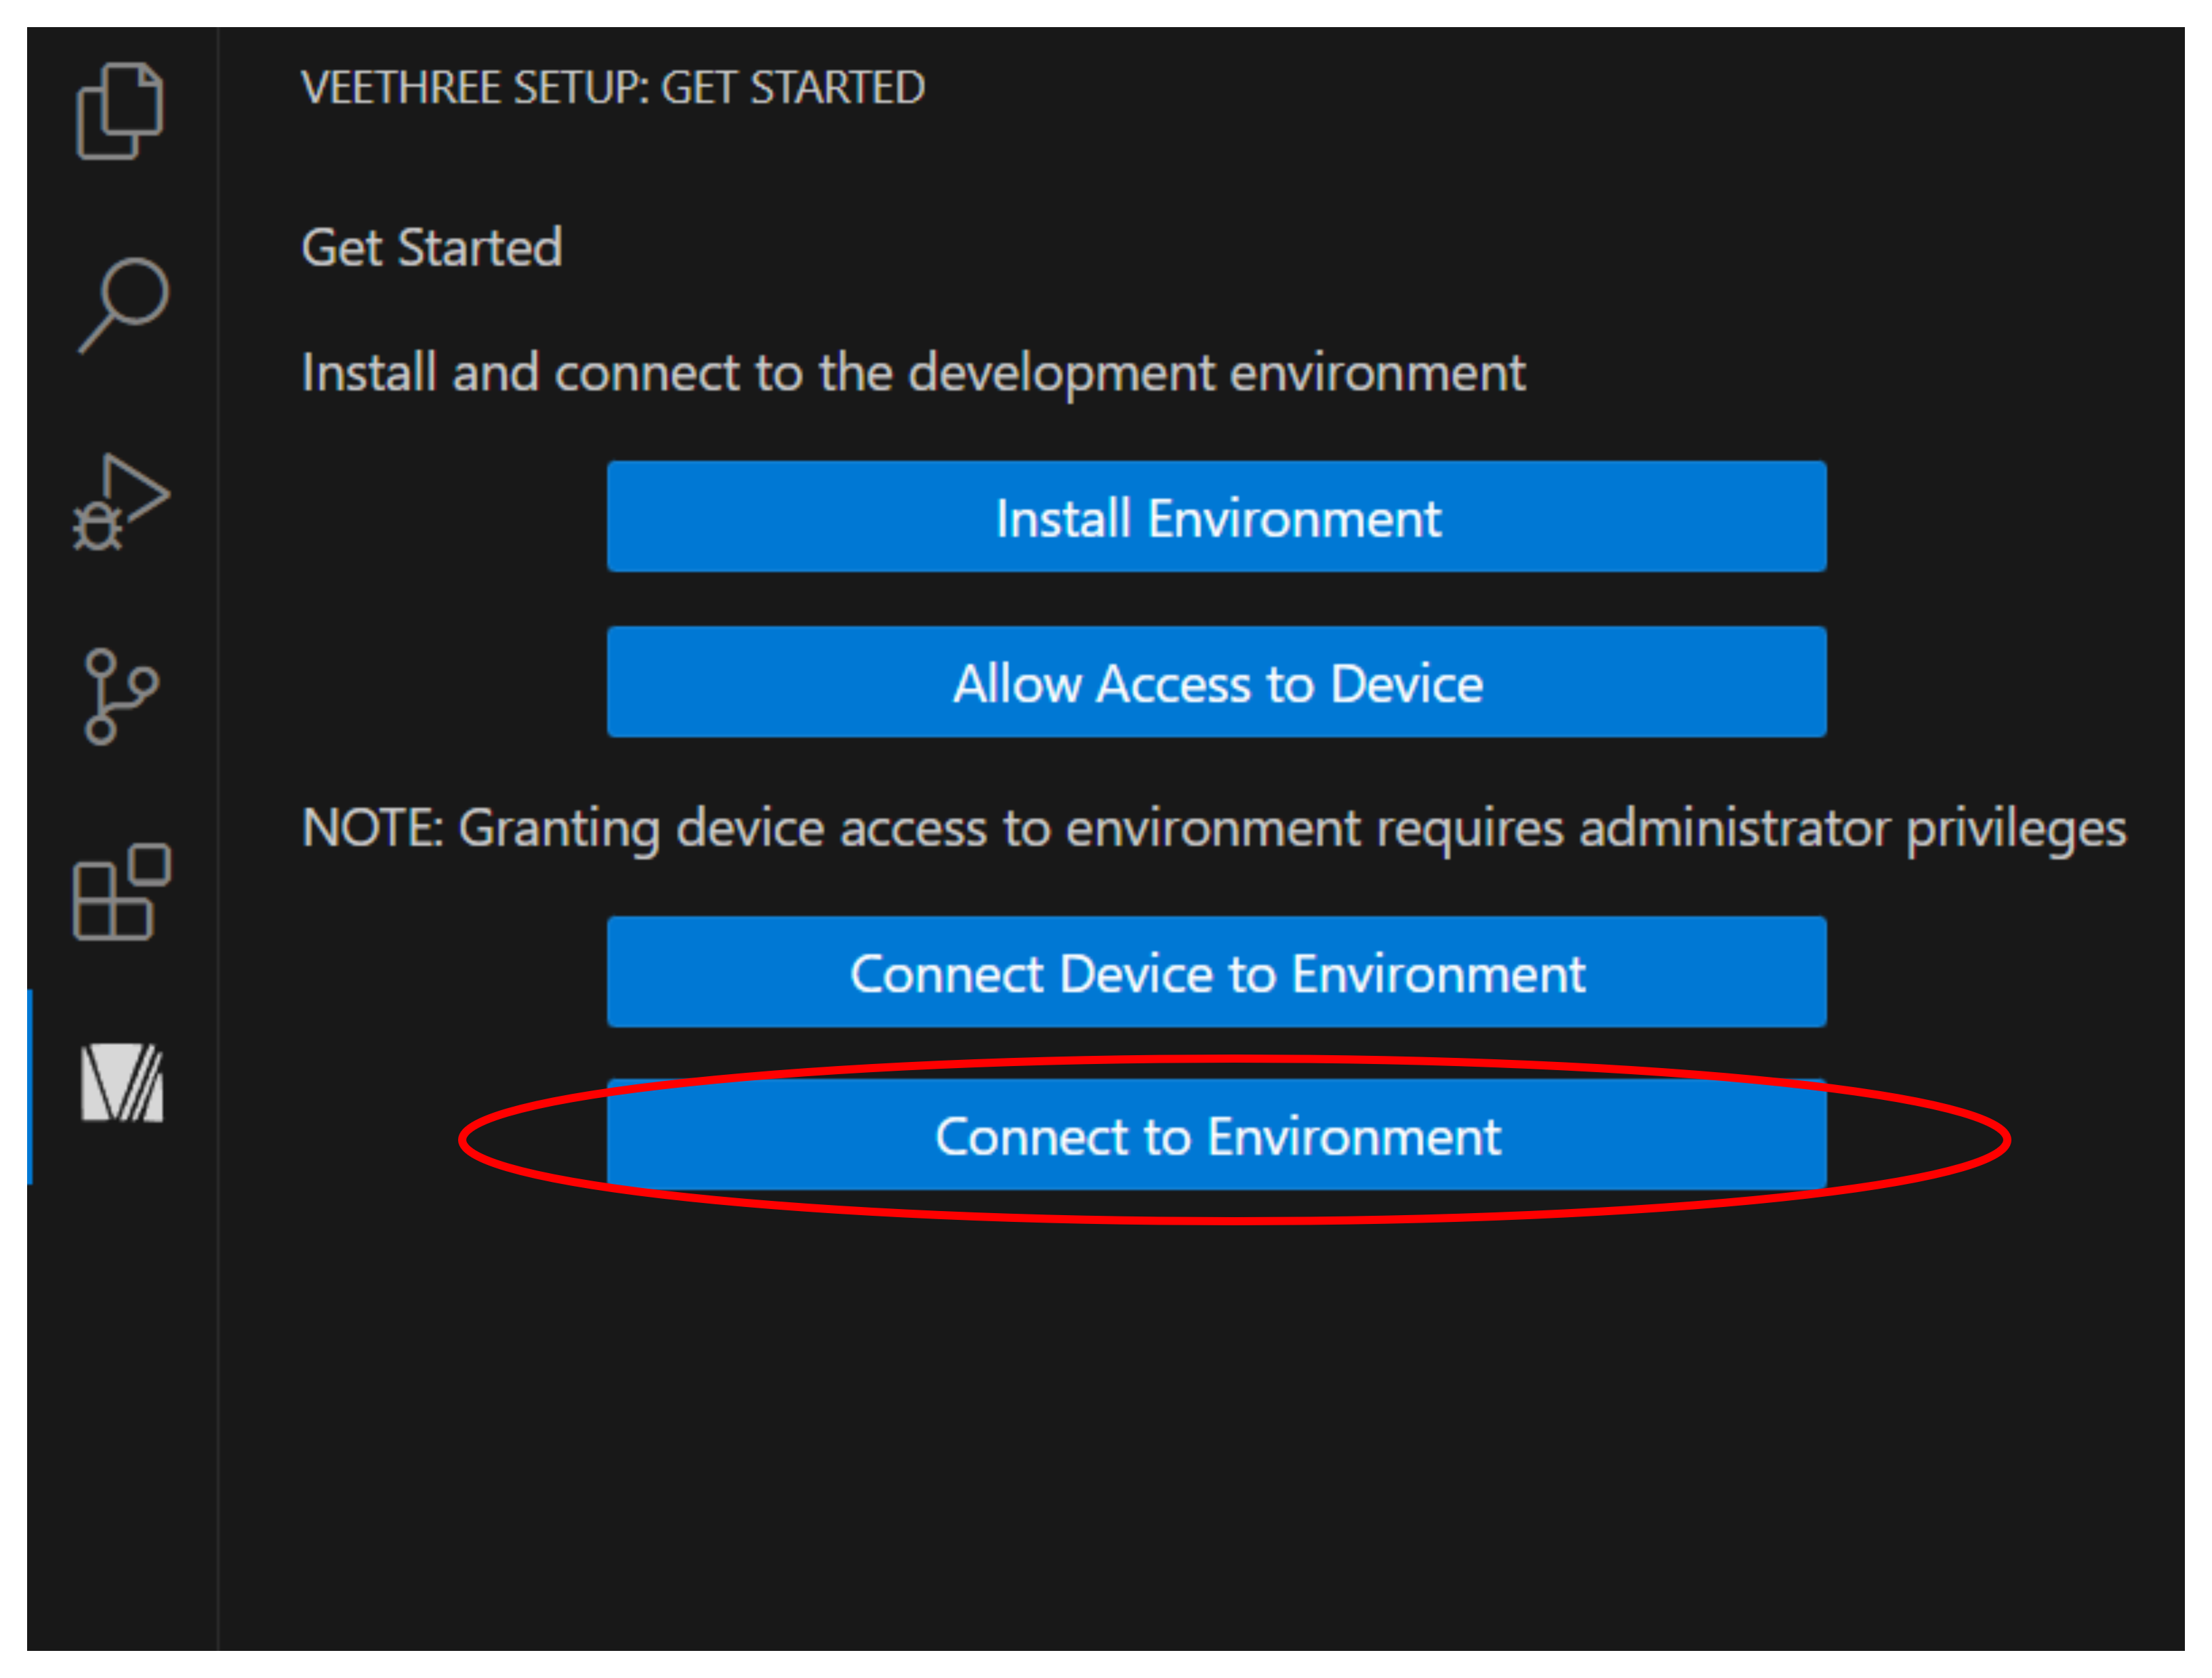 VEETHREE SETUP: GET STARTED
Get Started
Install and connect to the development environment
Install Environment
Allow Access to Device
NOTE: Granting device access to environment requires administrator privileges
Connect Device to Environment
Connect to Environment